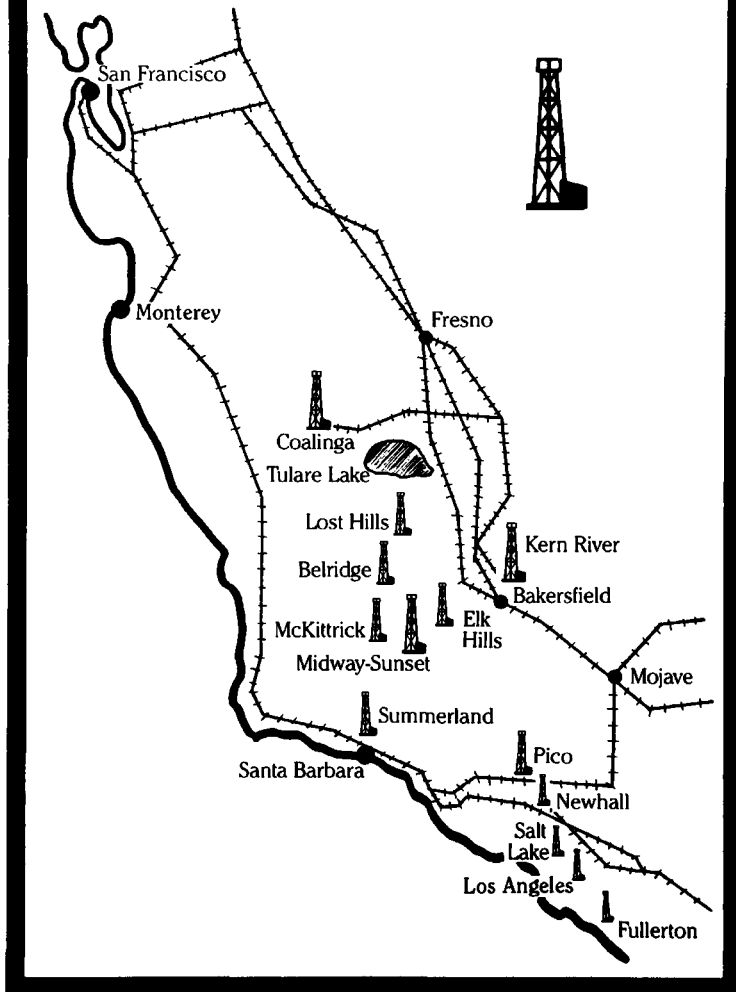 San Francisco
Monterey
Fresno
Coalinga
Tulare Lake
Lost Hills
Kern River
Belridge
Bakersfield
McKittrick
Elk
Hills
Midway-Sunset
Mojave
Summerland
Santa Barbara
Pico
Newhall
Salt
Lake
Los Angeles
Fullerton